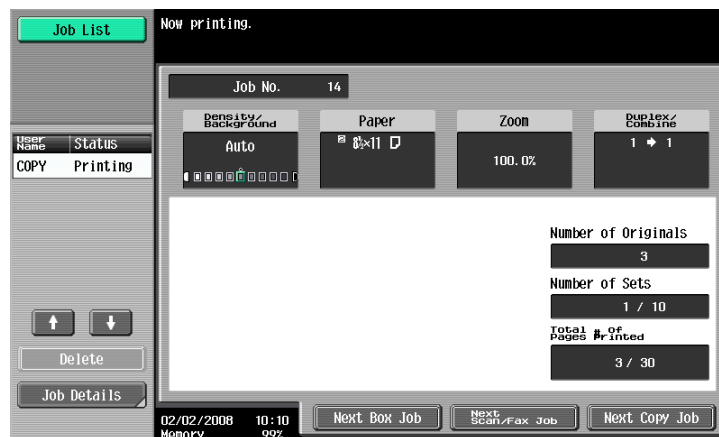 Job List
Now printing.
Job No. 14
Density/
Background
Paper
Zoom
Duplex/
Combine
User
Name
Status
Auto
2 8½×11
100.0%
1 → 1
COPY Printing
Number of Originals
3
Number of Sets
1 / 10
Total # of
Pages Printed
3 / 30
Delete
Job Details
Next Box Job
Next
Scan/Fax Job
Next Copy Job
02/02/2008 10:10
Memory 99%